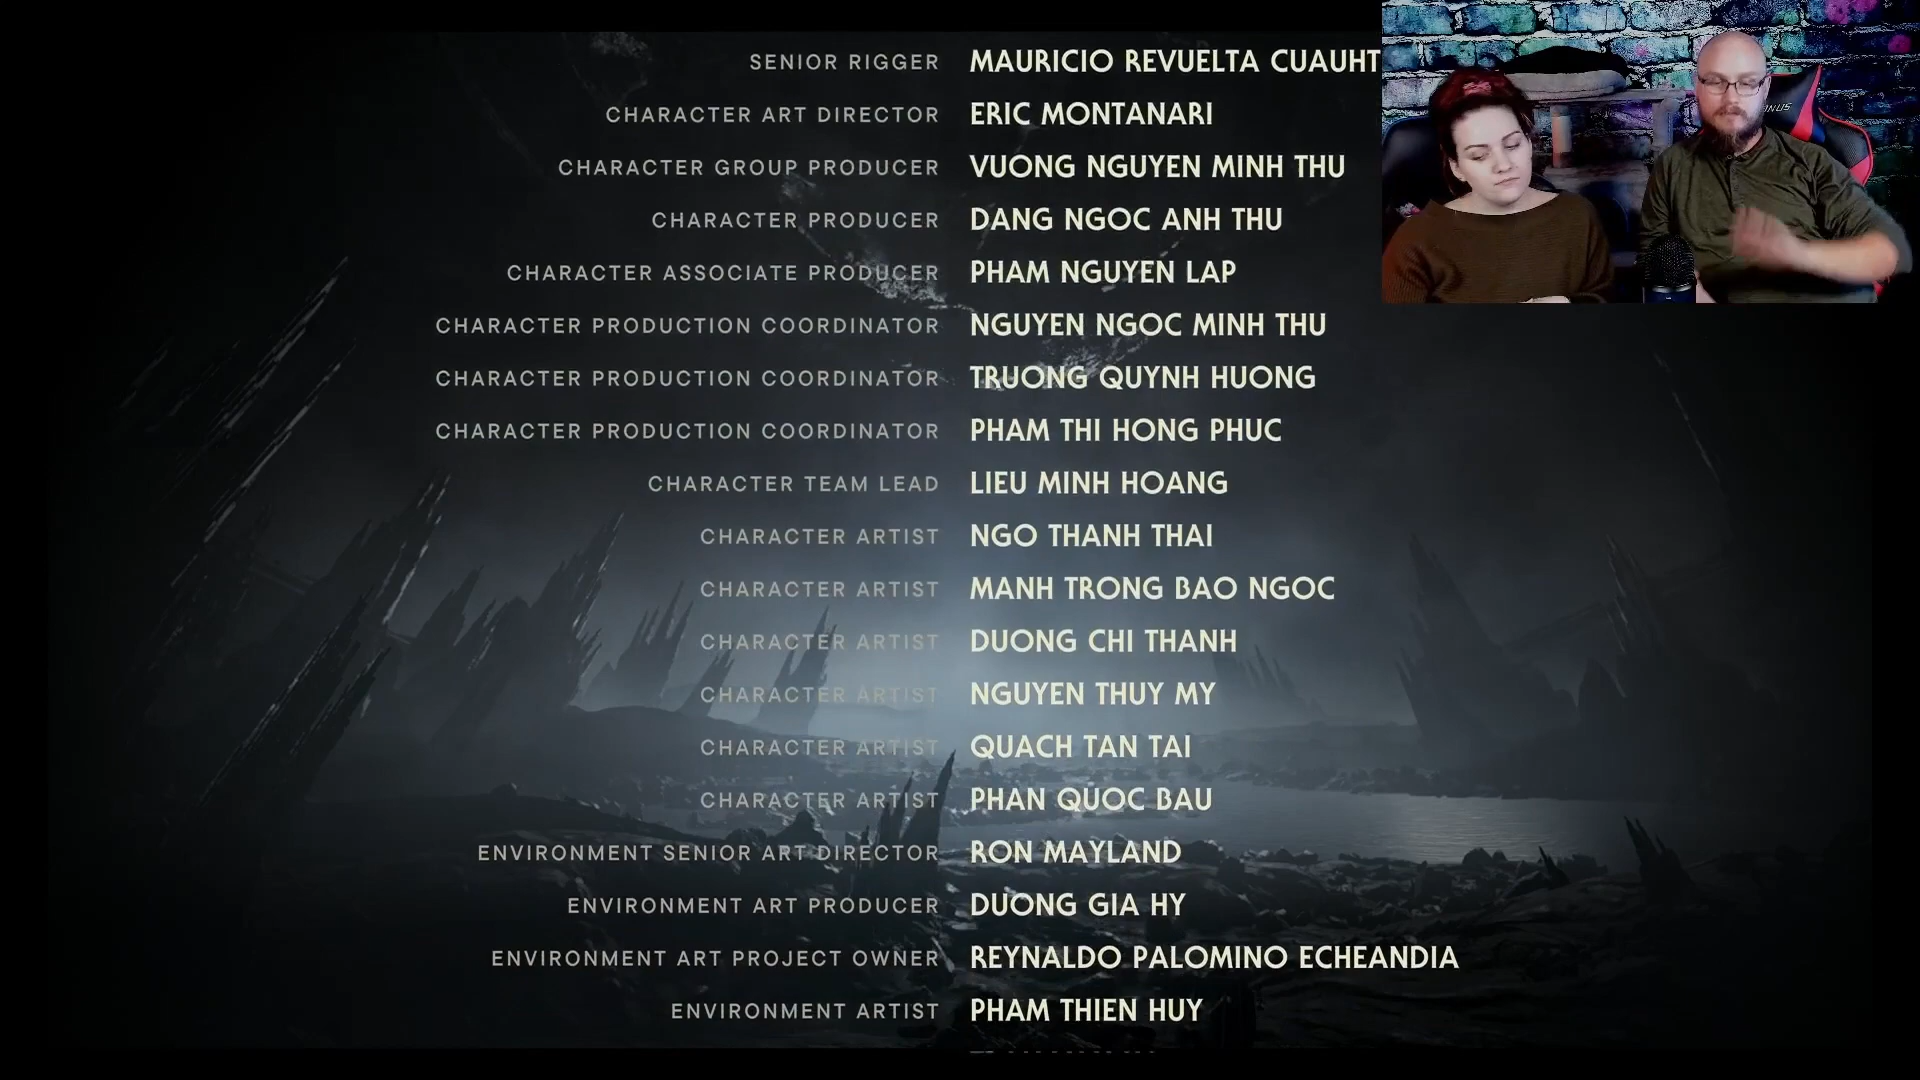 SENIOR RIGGER MAURICIO REVUELTA
CHARACTER ART DIRECTOR ERIC MONTANARI
CHARACTER GROUP PRODUCER VUONG NGUYEN MINH THU
CHARACTER PRODUCER DANG NGOC ANH THU
CHARACTER ASSOCIATE PRODUCER PHAM NGUYEN LAP
CHARACTER PRODUCTION COORDINATOR NGUYEN NGOC MINH THU
CHARACTER PRODUCTION COORDINATOR TRUONG QUYNH HUONG
CHARACTER PRODUCTION COORDINATOR PHAM THI HONG PHUC
CHARACTER TEAM LEAD LIEU MINH HOANG
CHARACTER ARTIST NGO THANH THAI
CHARACTER ARTIST MANH TRONG BAO NGOC
CHARACTER ARTIST DUONG CHI THANH
CHARACTER ARTIST NGUYEN THUY MY
CHARACTER ARTIST QUACH TAN TAI
CHARACTER ARTIST PHAN QUOC BAU
ENVIRONMENT SENIOR ART DIRECTOR RON MAYLAND
ENVIRONMENT ART PRODUCER DUONG GIA HY
ENVIRONMENT ART PROJECT OWNER REYNALDO PALOMINO ECHEANDIA
ENVIRONMENT ARTIST PHAM THIEN HUY